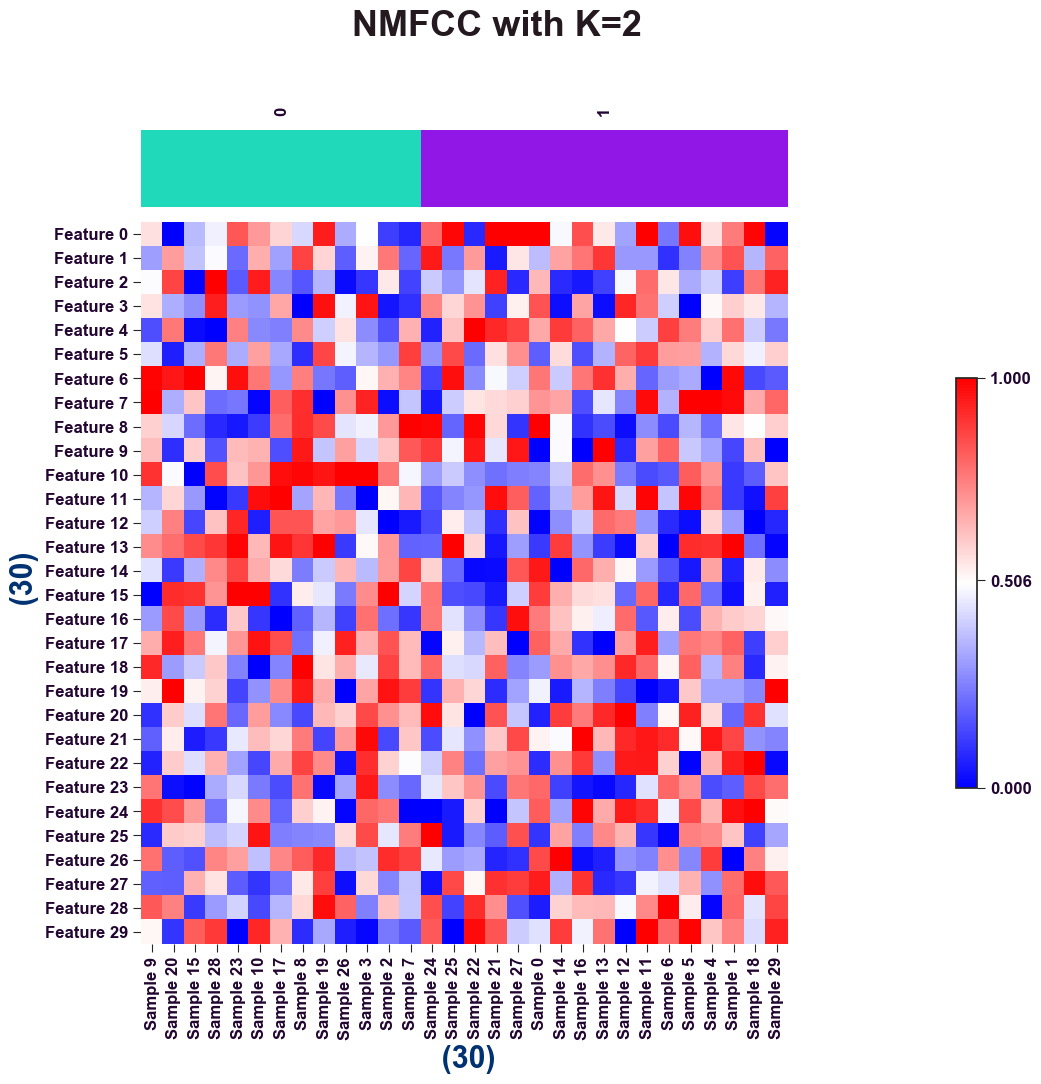 NMFCC with K=2
0
1
Feature 0
Feature 1
Feature 2
Feature 3
Feature 4
Feature 5
Feature 6
Feature 7
Feature 8
Feature 9
Feature 10
Feature 11
Feature 12
Feature 13
Feature 14
Feature 15
Feature 16
Feature 17
Feature 18
Feature 19
Feature 20
Feature 21
Feature 22
Feature 23
Feature 24
Feature 25
Feature 26
Feature 27
Feature 28
Feature 29
(30)
1.000
0.506
0.000
Sample 9
Sample 20
Sample 15
Sample 28
Sample 23
Sample 10
Sample 17
Sample 8
Sample 19
Sample 26
Sample 3
Sample 2
Sample 7
Sample 24
Sample 25
Sample 22
Sample 21
Sample 27
Sample 0
Sample 14
Sample 16
Sample 13
Sample 12
Sample 11
Sample 6
Sample 5
Sample 4
Sample 1
Sample 18
Sample 29
(30)